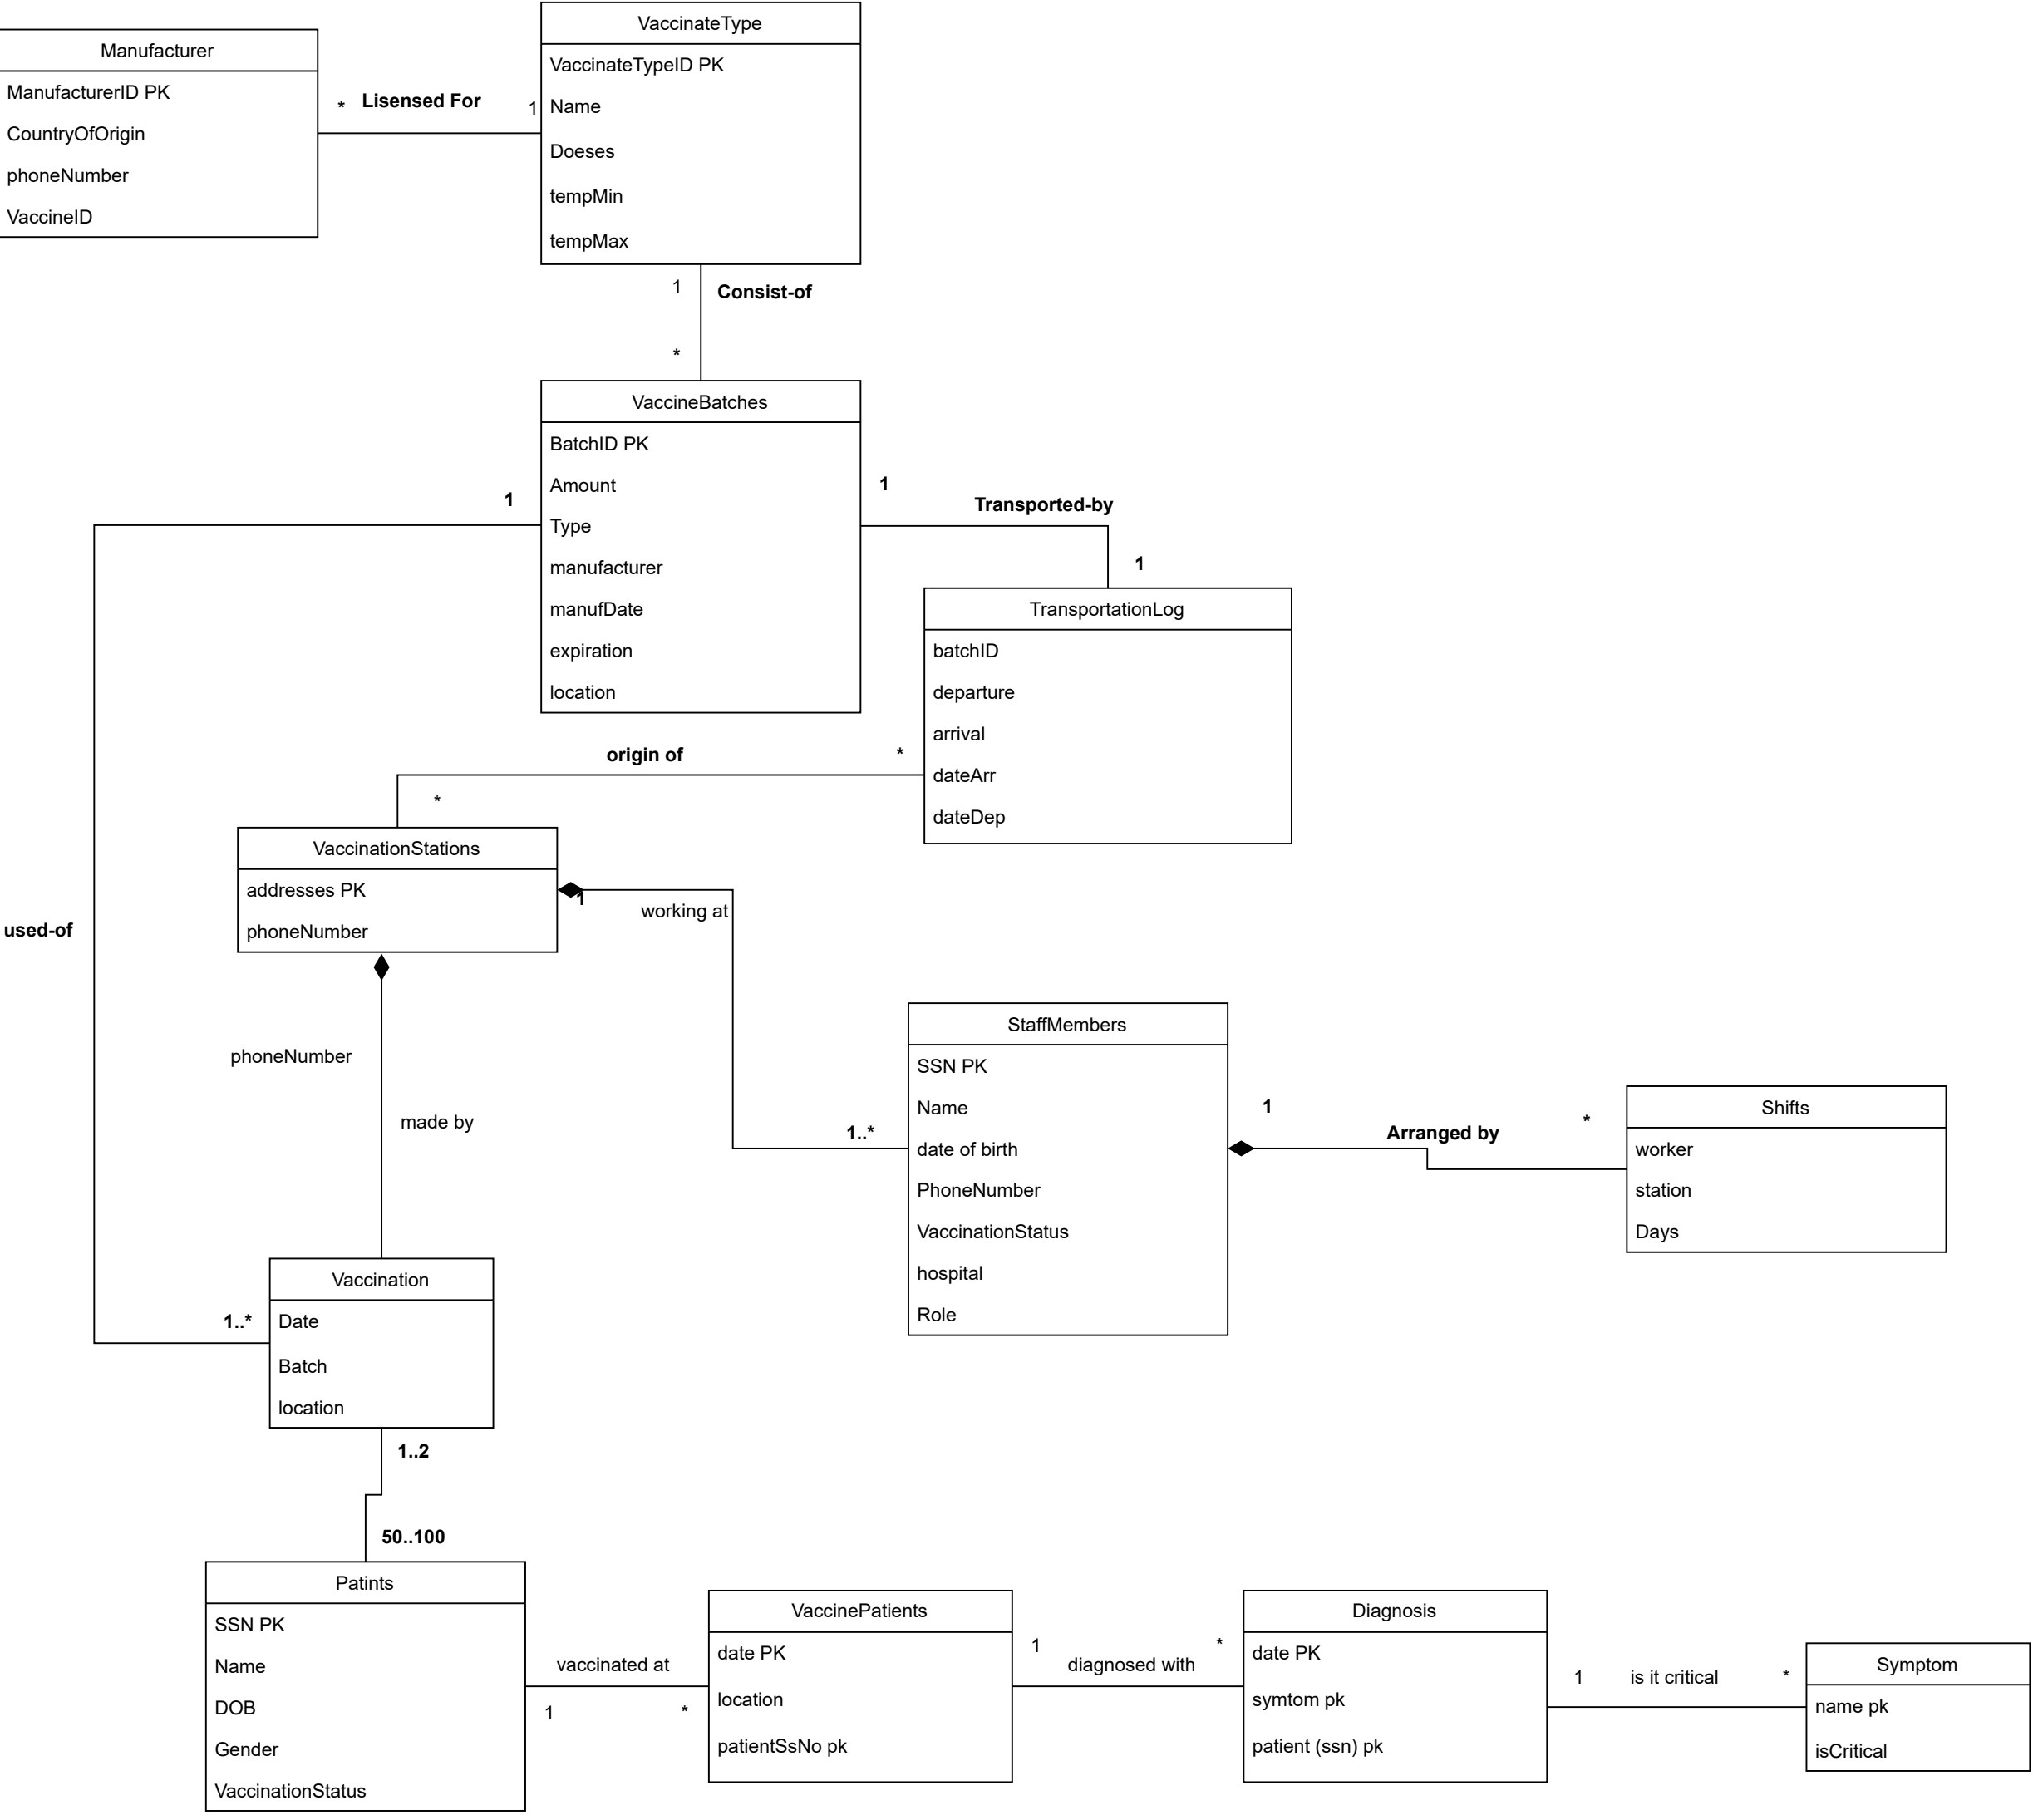 VaccinateType
VaccinateTypeID PK
Name
Doeses
tempMin
tempMax
Manufacturer
ManufacturerID PK
CountryOfOrigin
phoneNumber
VaccineID
* Lisensed For 1
1 Consist-of
*
VaccineBatches
BatchID PK
Amount
Type
manufacturer
manufDate
expiration
location
1
1
Transported-by
1
TransportationLog
batchID
departure
arrival
dateArr
dateDep
origin of *
*
VaccinationStations
addresses PK
phoneNumber
1
working at
used-of
phoneNumber
made by
1..*
StaffMembers
SSN PK
Name
date of birth
PhoneNumber
VaccinationStatus
hospital
Role
1
Arranged by
*
Shifts
worker
station
Days
Vaccination
Date
Batch
location
1..*
1..2
50..100
Patints
SSN PK
Name
DOB
Gender
VaccinationStatus
vaccinated at
1 *
VaccinePatients
date PK
location
patientSsNo pk
1 *
diagnosed with
Diagnosis
date PK
symtom pk
patient (ssn) pk
1 is it critical *
Symptom
name pk
isCritical